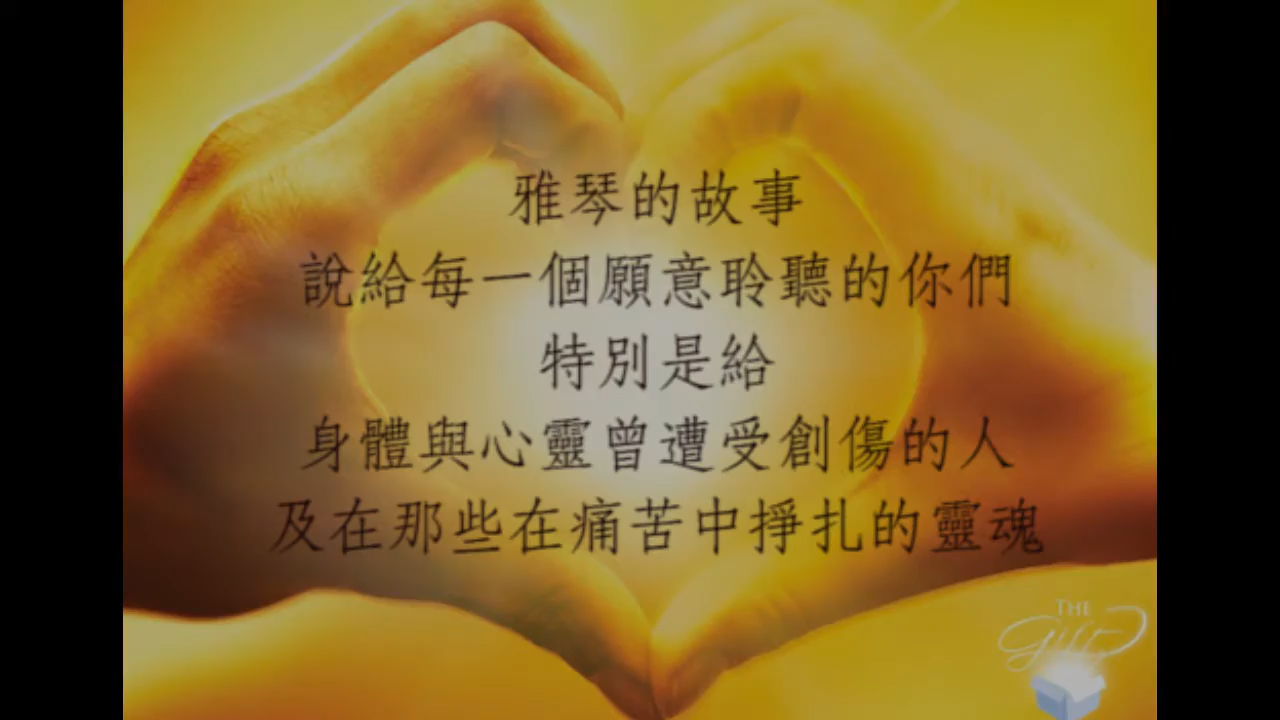 雅琴的故事
說給每一個願意聆聽的你們
特別是給
身體與心靈曾遭受創傷的人
及在那些在痛苦中掙扎的靈魂
THE
Gift